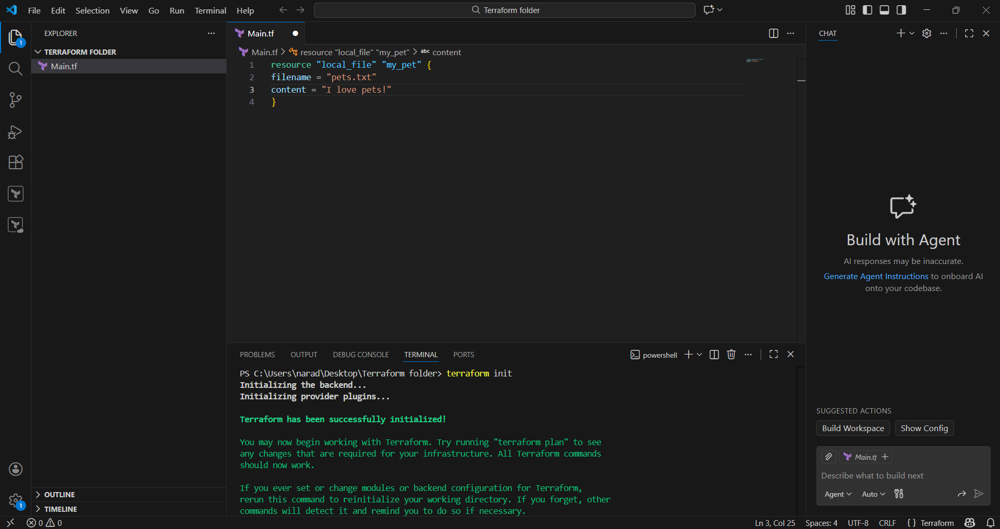 File Edit Selection View Go Run Terminal Help
Terraform folder
EXPLORER
1
TERRAFORM FOLDER
Main.tf
OUTLINE
TIMELINE
1
Main.tf
Main.tf > resource "local_file" "my_pet" > abc content
1 resource "local_file" "my_pet" {
2 filename = "pets.txt"
3 content = "I love pets!"
4 }
PROBLEMS OUTPUT DEBUG CONSOLE TERMINAL PORTS
powershell
PS C:\Users\narad\Desktop\Terraform folder> terraform init
Initializing the backend...
Initializing provider plugins...
Terraform has been successfully initialized!
You may now begin working with Terraform. Try running "terraform plan" to see
any changes that are required for your infrastructure. All Terraform commands
should now work.
If you ever set or change modules or backend configuration for Terraform,
rerun this command to reinitialize your working directory. If you forget, other
commands will detect it and remind you to do so if necessary.
CHAT
Build with Agent
AI responses may be inaccurate.
Generate Agent Instructions to onboard AI
onto your codebase.
SUGGESTED ACTIONS
Build Workspace Show Config
Main.tf
Describe what to build next
Agent Auto
0 0
Ln 3, Col 25 Spaces: 4 UTF-8 CRLF {} Terraform